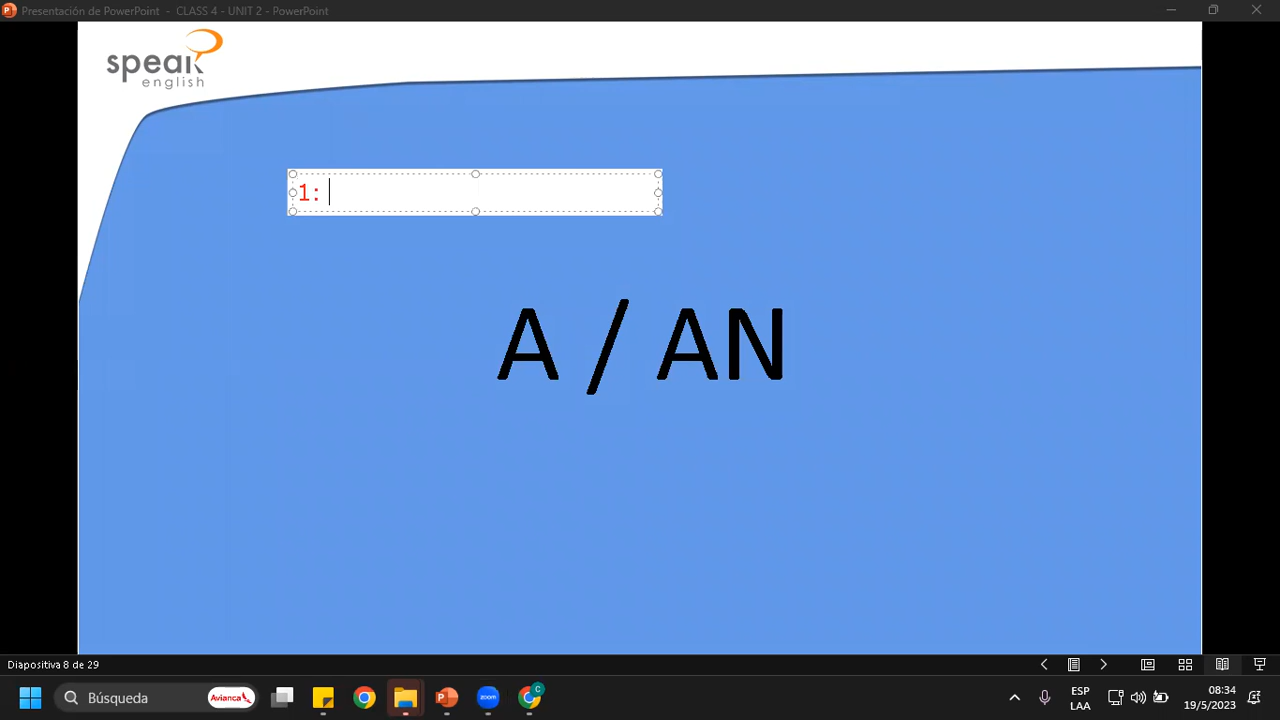 Presentación de PowerPoint - CLASS 4 - UNIT 2 - PowerPoint
speak
english
1:
A / AN
Diapositiva 8 de 29
Búsqueda
Avianca
zoom
C
ESP
LAA
08:34
19/5/2023